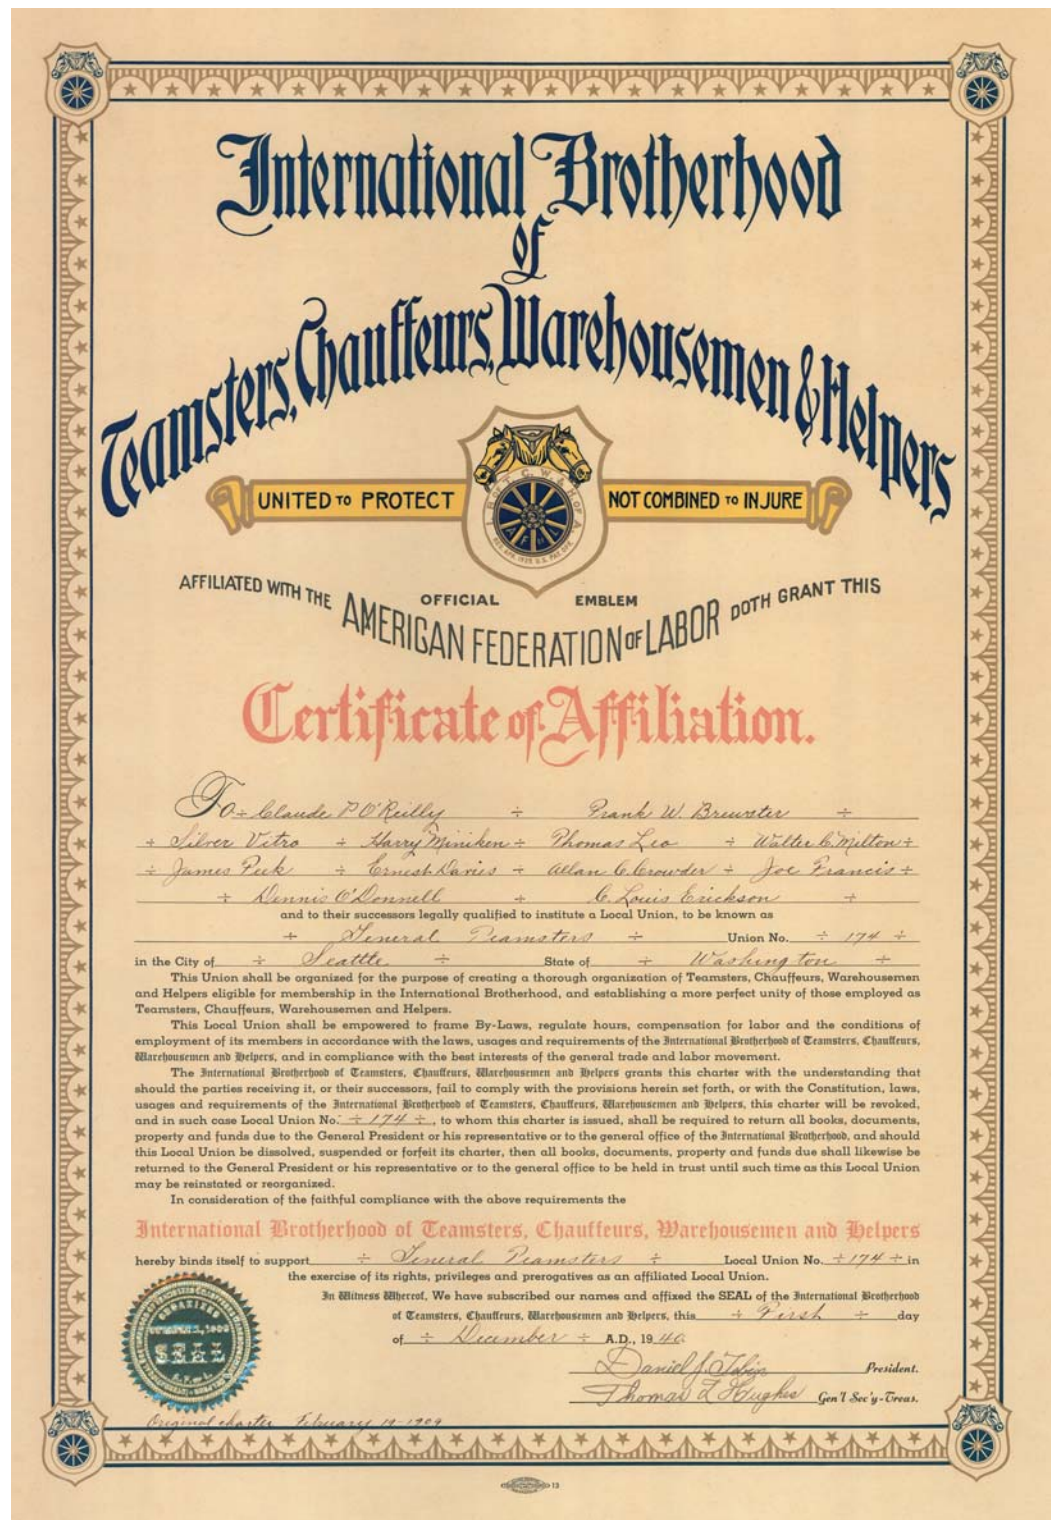 International Brotherhood
of
Teamsters, Chauffeurs, Warehousemen & Helpers
I. B. OF T. C. W. & H. OF A.
UNITED TO PROTECT
NOT COMBINED TO INJURE
A F of L
REG. APR. 1929 U.S. PAT. OFF.
OFFICIAL EMBLEM
AFFILIATED WITH THE AMERICAN FEDERATION OF LABOR DOTH GRANT THIS
Certificate of Affiliation.
To ÷ Claude P O'Reilly ÷ Frank W. Brewster ÷
÷ Silver Vitro ÷ Harry Miniken ÷ Thomas Leo ÷ Walter C. Milton ÷
÷ James Peek ÷ Ernest Davies ÷ Allan C. Crowder ÷ Joe Francis ÷
÷ Dennis O'Donnell ÷ C. Louis Erickson ÷
and to their successors legally qualified to institute a Local Union, to be known as
÷ General Teamsters ÷ Union No. ÷ 174 ÷
in the City of ÷ Seattle ÷ State of ÷ Washington ÷
This Union shall be organized for the purpose of creating a thorough organization of Teamsters, Chauffeurs, Warehousemen
and Helpers eligible for membership in the International Brotherhood, and establishing a more perfect unity of those employed as
Teamsters, Chauffeurs, Warehousemen and Helpers.
This Local Union shall be empowered to frame By-Laws, regulate hours, compensation for labor and the conditions of
employment of its members in accordance with the laws, usages and requirements of the International Brotherhood of Teamsters, Chauffeurs,
Warehousemen and Helpers, and in compliance with the best interests of the general trade and labor movement.
The International Brotherhood of Teamsters, Chauffeurs, Warehousemen and Helpers grants this charter with the understanding that
should the parties receiving it, or their successors, fail to comply with the provisions herein set forth, or with the Constitution, laws,
usages and requirements of the International Brotherhood of Teamsters, Chauffeurs, Warehousemen and Helpers, this charter will be revoked,
and in such case Local Union No. ÷ 174 ÷, to whom this charter is issued, shall be required to return all books, documents,
property and funds due to the General President or his representative or to the general office of the International Brotherhood, and should
this Local Union be dissolved, suspended or forfeit its charter, then all books, documents, property and funds due shall likewise be
returned to the General President or his representative or to the general office to be held in trust until such time as this Local Union
may be reinstated or reorganized.
In consideration of the faithful compliance with the above requirements the
International Brotherhood of Teamsters, Chauffeurs, Warehousemen and Helpers
hereby binds itself to support ÷ General Teamsters ÷ Local Union No. ÷ 174 ÷ in
the exercise of its rights, privileges and prerogatives as an affiliated Local Union.
In Witness Whereof, We have subscribed our names and affixed the SEAL of the International Brotherhood
of Teamsters, Chauffeurs, Warehousemen and Helpers, this ÷ First ÷ day
of ÷ December ÷ A.D., 1940.
Daniel J. Tobin President.
Thomas L Hughes Gen'l Sec'y-Treas.
ORGANIZED
SEAL
Original charter February 19-1909
13